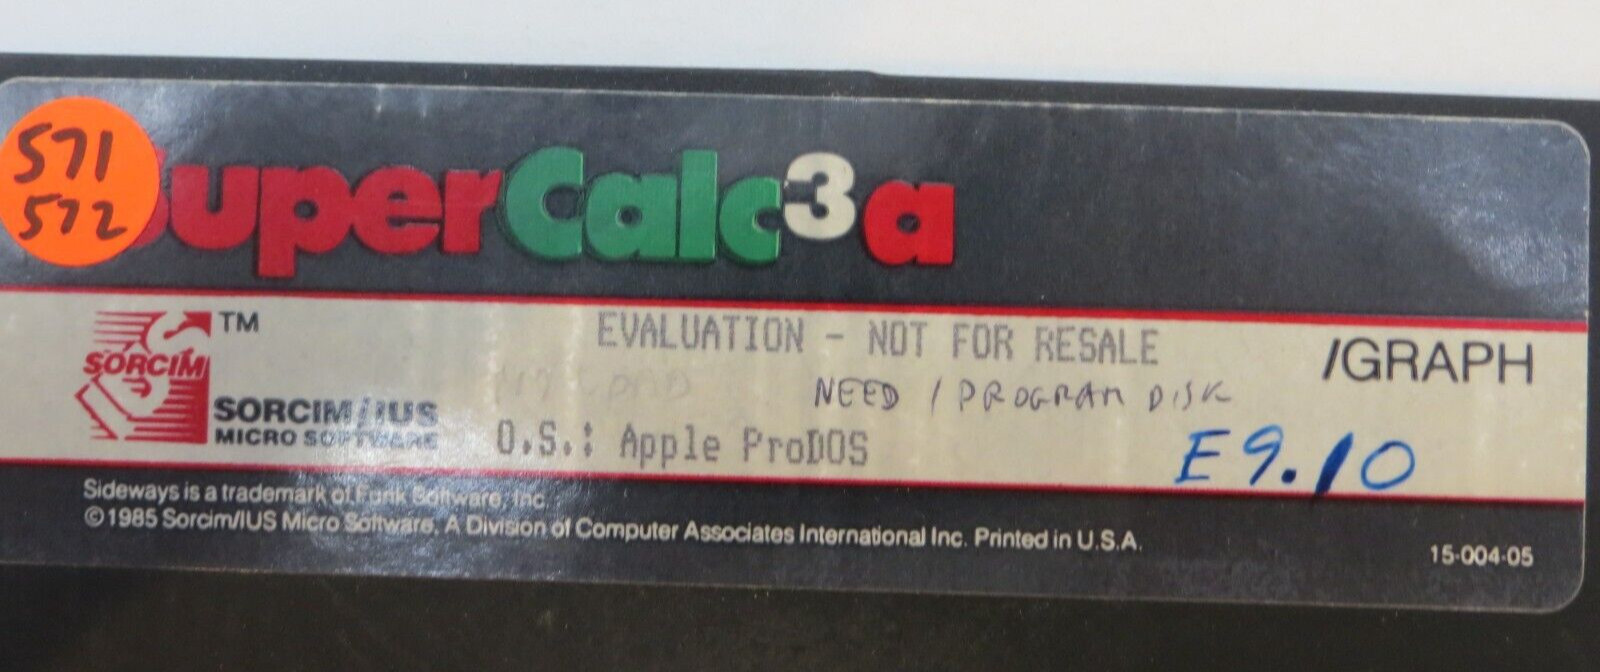 571
572
SuperCalc3a
SORCIM
TM
SORCIM/IUS
MICRO SOFTWARE
EVALUATION - NOT FOR RESALE
/GRAPH
NEED / PROGRAM DISK
O.S.: Apple ProDOS
E9.10
Sideways is a trademark of Funk Software, Inc.
©1985 Sorcim/IUS Micro Software, A Division of Computer Associates International Inc. Printed in U.S.A.
15-004-05